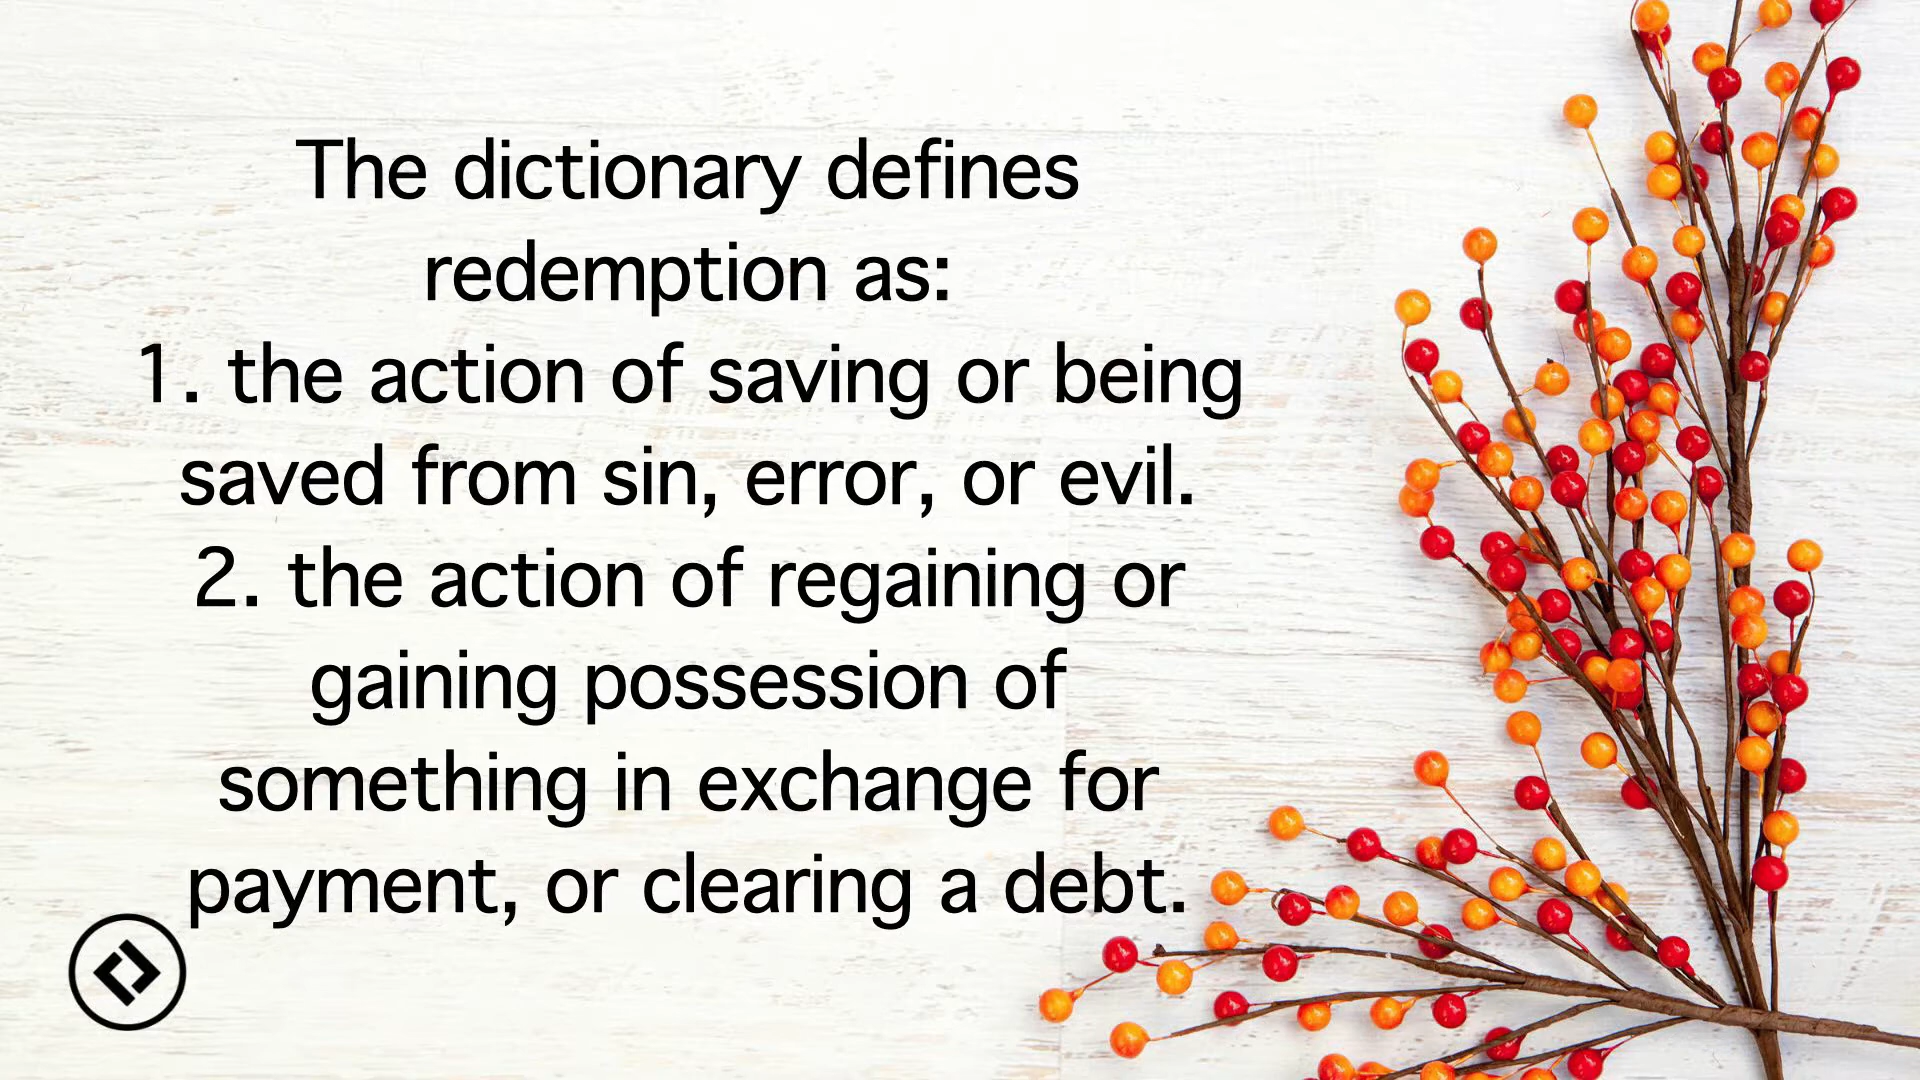 The dictionary defines
redemption as:
1. the action of saving or being
saved from sin, error, or evil.
2. the action of regaining or
gaining possession of
something in exchange for
payment, or clearing a debt.